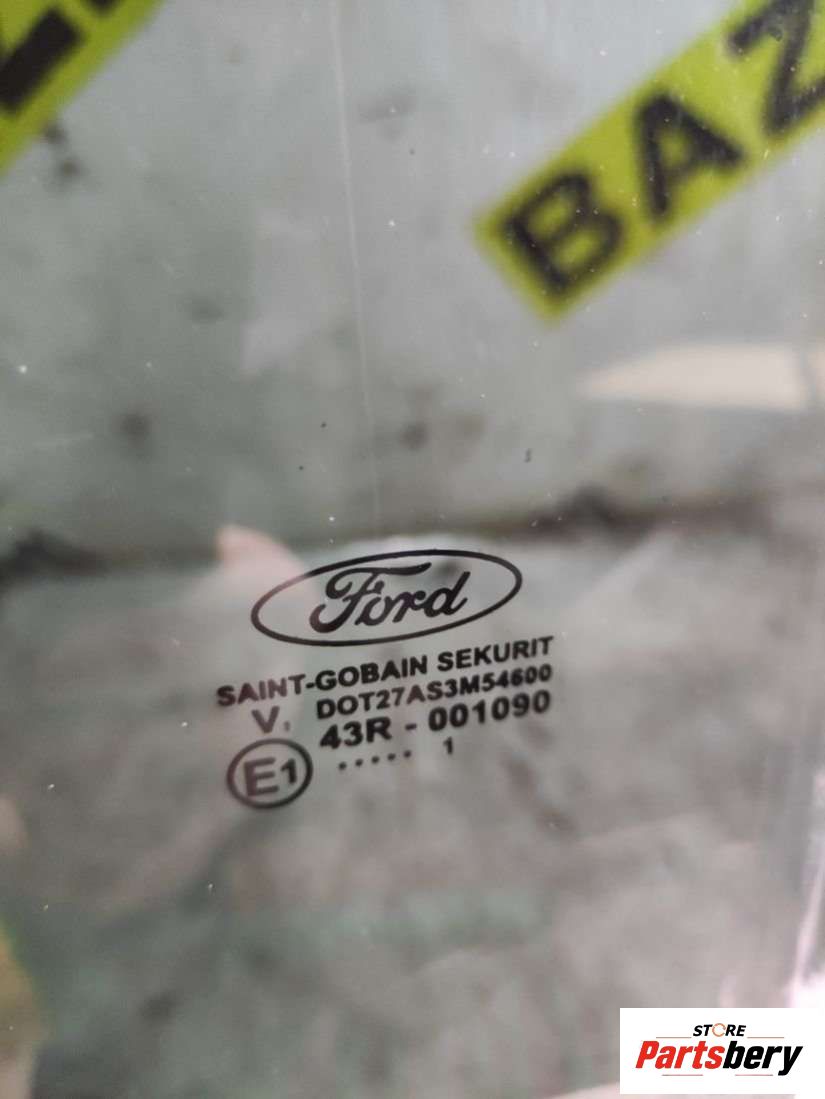 BAZ
Ford
SAINT-GOBAIN SEKURIT
V. DOT27AS3M54600
43R - 001090
E1 ..... 1
STORE
Partsbery